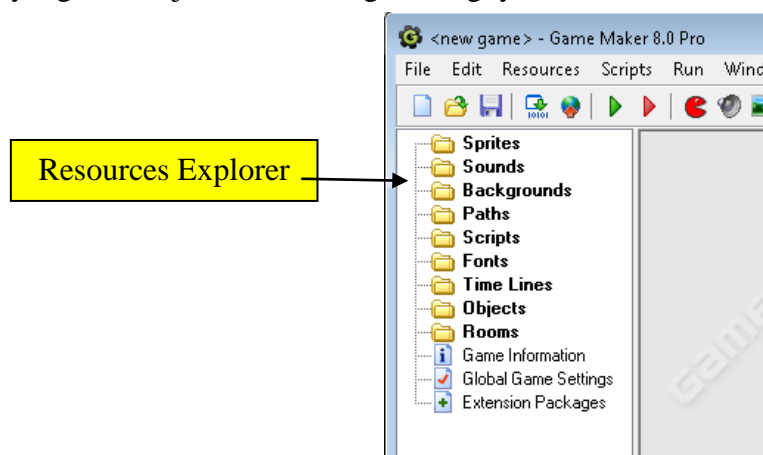 <new game> - Game Maker 8.0 Pro
File Edit Resources Scripts Run Wind
Resources Explorer
Sprites
Sounds
Backgrounds
Paths
Scripts
Fonts
Time Lines
Objects
Rooms
Game Information
Global Game Settings
Extension Packages